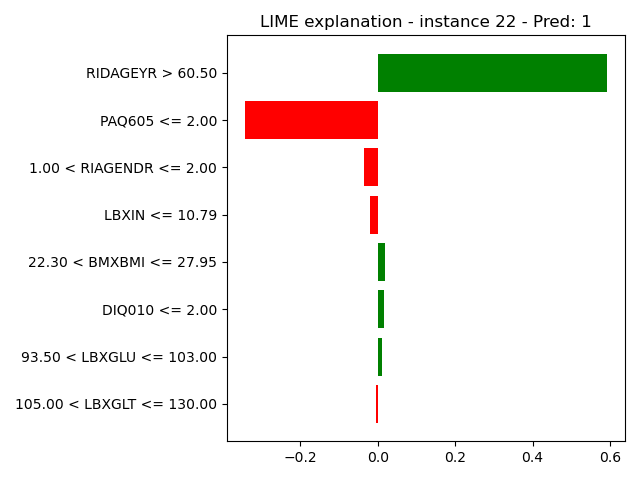 LIME explanation - instance 22 - Pred: 1
RIDAGEYR > 60.50
PAQ605 <= 2.00
1.00 < RIAGENDR <= 2.00
LBXIN <= 10.79
22.30 < BMXBMI <= 27.95
DIQ010 <= 2.00
93.50 < LBXGLU <= 103.00
105.00 < LBXGLT <= 130.00
−0.2 0.0 0.2 0.4 0.6